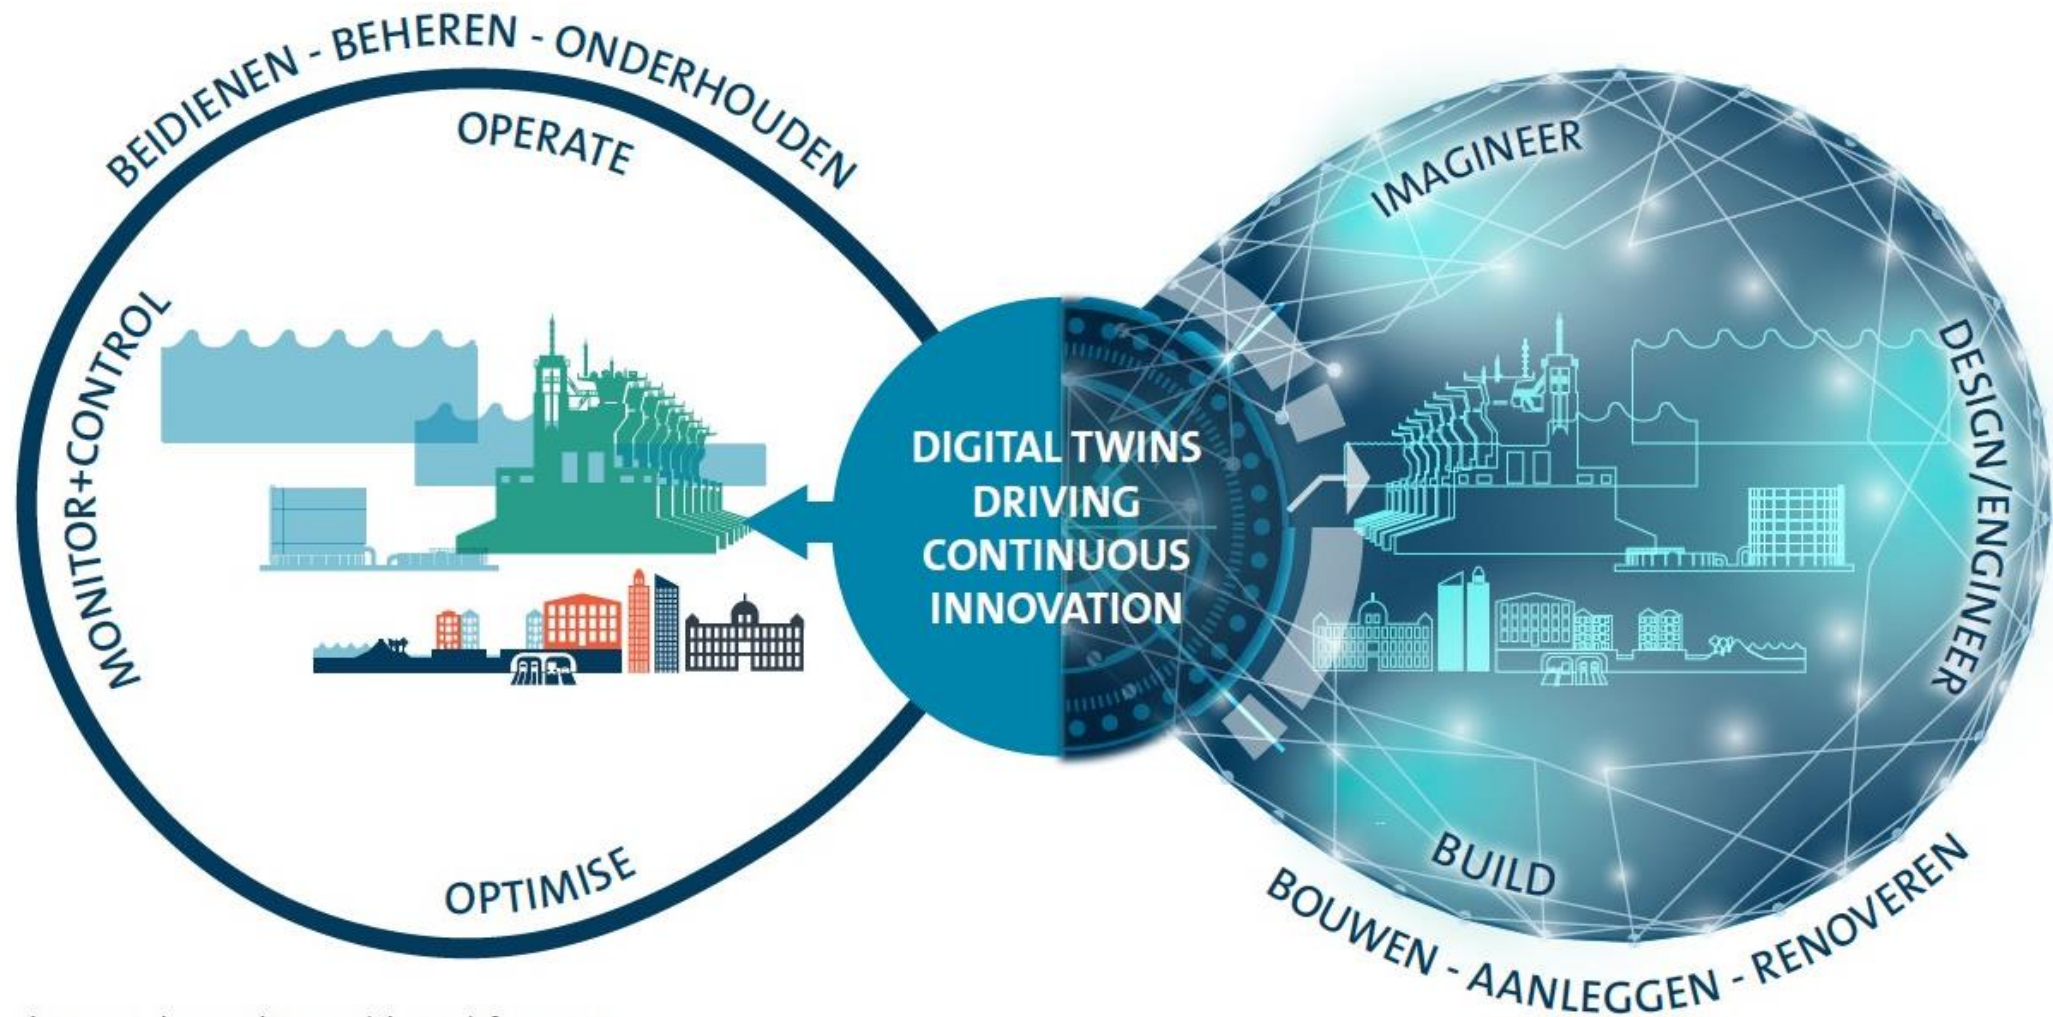 BEIDIENEN - BEHEREN - ONDERHOUDEN
OPERATE
MONITOR+CONTROL
OPTIMISE
DIGITAL TWINS
DRIVING
CONTINUOUS
INNOVATION
IMAGINEER
DESIGN/ENGINEER
BUILD
BOUWEN - AANLEGGEN - RENOVEREN